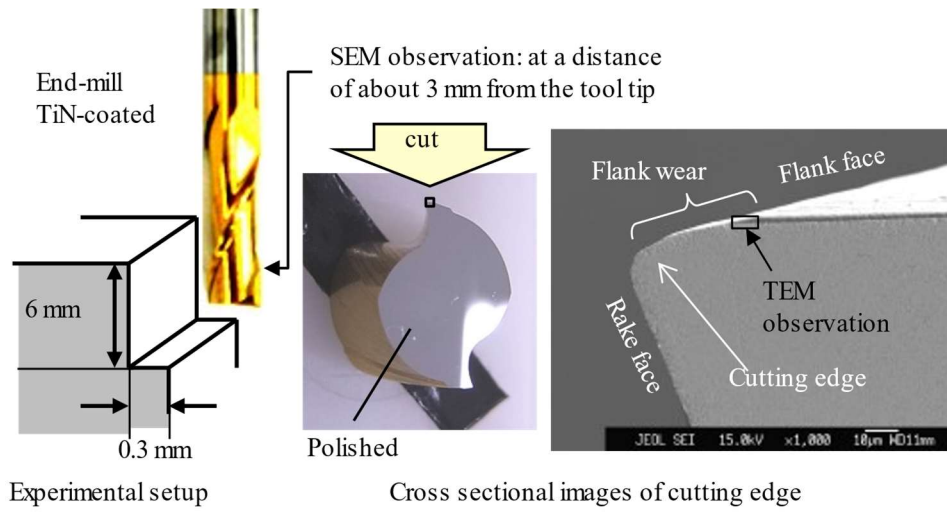 End-mill
TiN-coated
SEM observation: at a distance
of about 3 mm from the tool tip
cut
Flank wear
Flank face
6 mm
TEM
observation
Rake face
Cutting edge
0.3 mm
Polished
JEOL SEI 15.0kV ×1,000 10μm WD11mm
Experimental setup
Cross sectional images of cutting edge